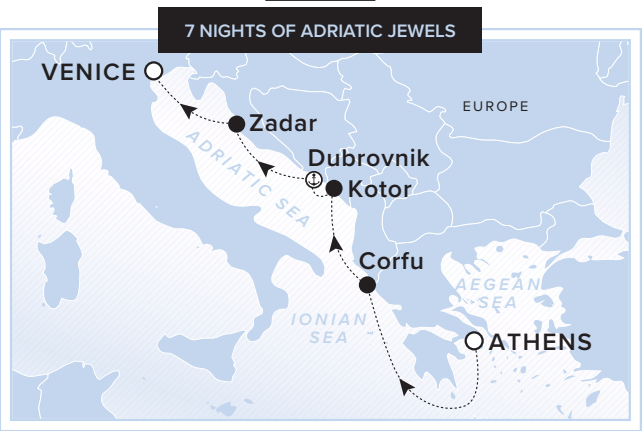 7 NIGHTS OF ADRIATIC JEWELS
VENICE
EUROPE
Zadar
ADRIATIC SEA
Dubrovnik
Kotor
Corfu
AEGEAN
SEA
IONIAN
SEA
ATHENS